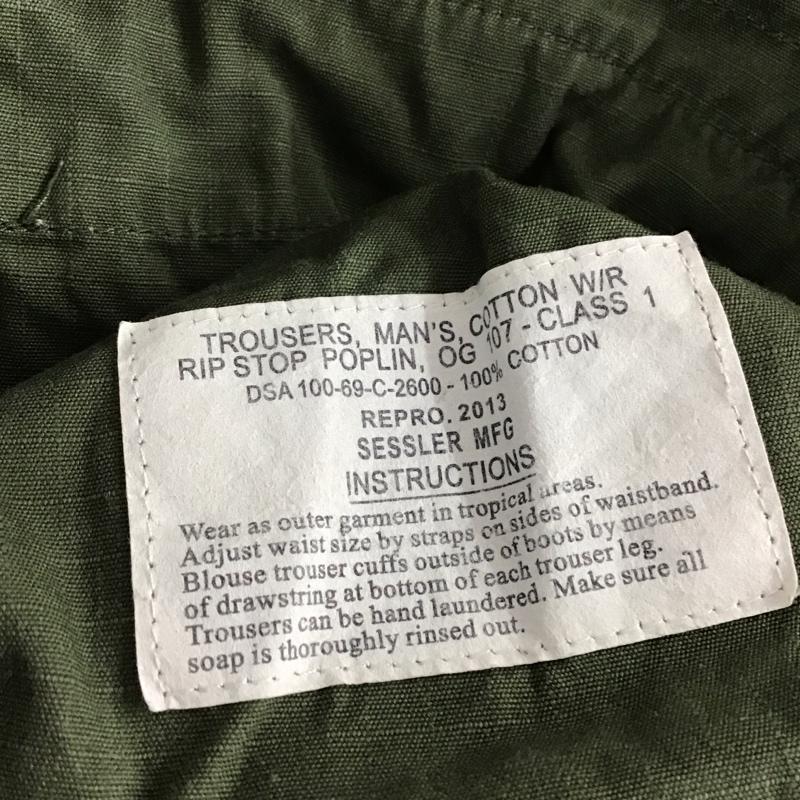 TROUSERS, MAN'S, COTTON W/R
RIP STOP POPLIN, OG 107 - CLASS 1
DSA 100-69-C-2600 - 100% COTTON
REPRO. 2013
SESSLER MFG
INSTRUCTIONS
Wear as outer garment in tropical areas.
Adjust waist size by straps on sides of waistband.
Blouse trouser cuffs outside of boots by means
of drawstring at bottom of each trouser leg.
Trousers can be hand laundered. Make sure all
soap is thoroughly rinsed out.